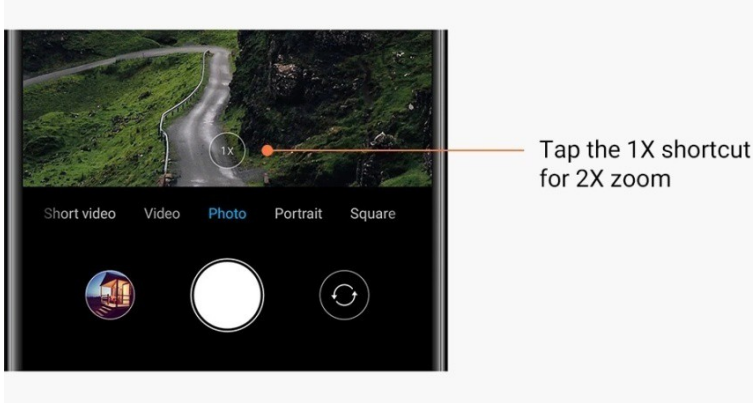 1X
Tap the 1X shortcut
for 2X zoom
Short video Video Photo Portrait Square